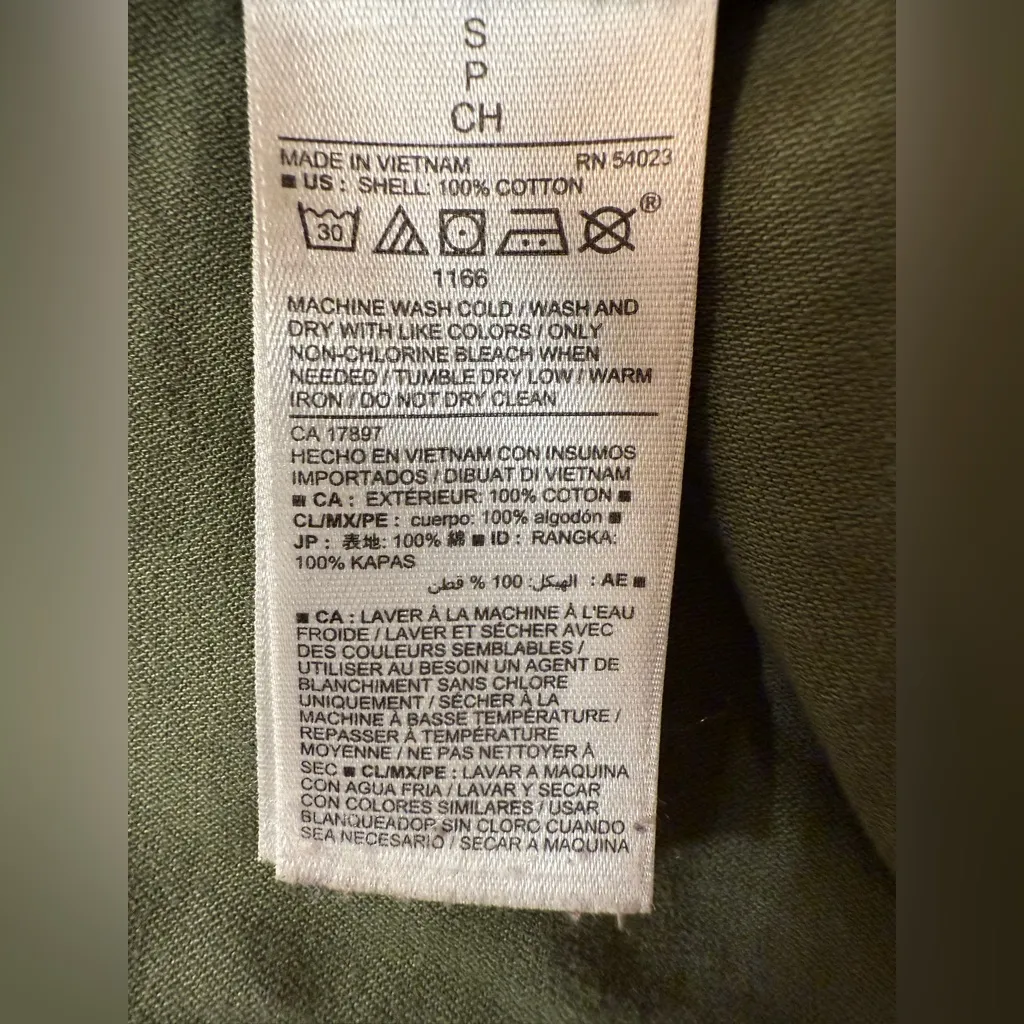 S
P
CH
MADE IN VIETNAM RN 54023
■ US : SHELL: 100% COTTON
30 ®
1166
MACHINE WASH COLD / WASH AND
DRY WITH LIKE COLORS / ONLY
NON-CHLORINE BLEACH WHEN
NEEDED / TUMBLE DRY LOW / WARM
IRON / DO NOT DRY CLEAN
CA 17897
HECHO EN VIETNAM CON INSUMOS
IMPORTADOS / DIBUAT DI VIETNAM
■ CA : EXTÉRIEUR: 100% COTON ■
CL/MX/PE : cuerpo: 100% algodón ■
JP : 表地: 100% 綿 ■ ID : RANGKA:
100% KAPAS
■ AE : الهيكل: 100 % قطن
■ CA : LAVER À LA MACHINE À L'EAU
FROIDE / LAVER ET SÉCHER AVEC
DES COULEURS SEMBLABLES /
UTILISER AU BESOIN UN AGENT DE
BLANCHIMENT SANS CHLORE
UNIQUEMENT / SÉCHER À LA
MACHINE À BASSE TEMPÉRATURE /
REPASSER À TEMPÉRATURE
MOYENNE / NE PAS NETTOYER À
SEC ■ CL/MX/PE : LAVAR A MAQUINA
CON AGUA FRIA / LAVAR Y SECAR
CON COLORES SIMILARES / USAR
BLANQUEADOR SIN CLORO CUANDO
SEA NECESARIO / SECAR A MAQUINA